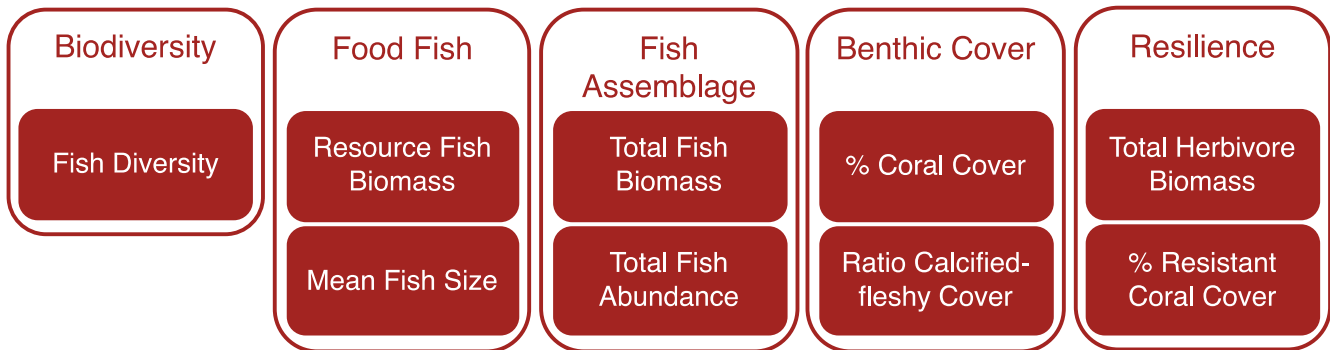 Biodiversity
Fish Diversity
Food Fish
Resource Fish
Biomass
Mean Fish Size
Fish
Assemblage
Total Fish
Biomass
Total Fish
Abundance
Benthic Cover
% Coral Cover
Ratio Calcified-
fleshy Cover
Resilience
Total Herbivore
Biomass
% Resistant
Coral Cover